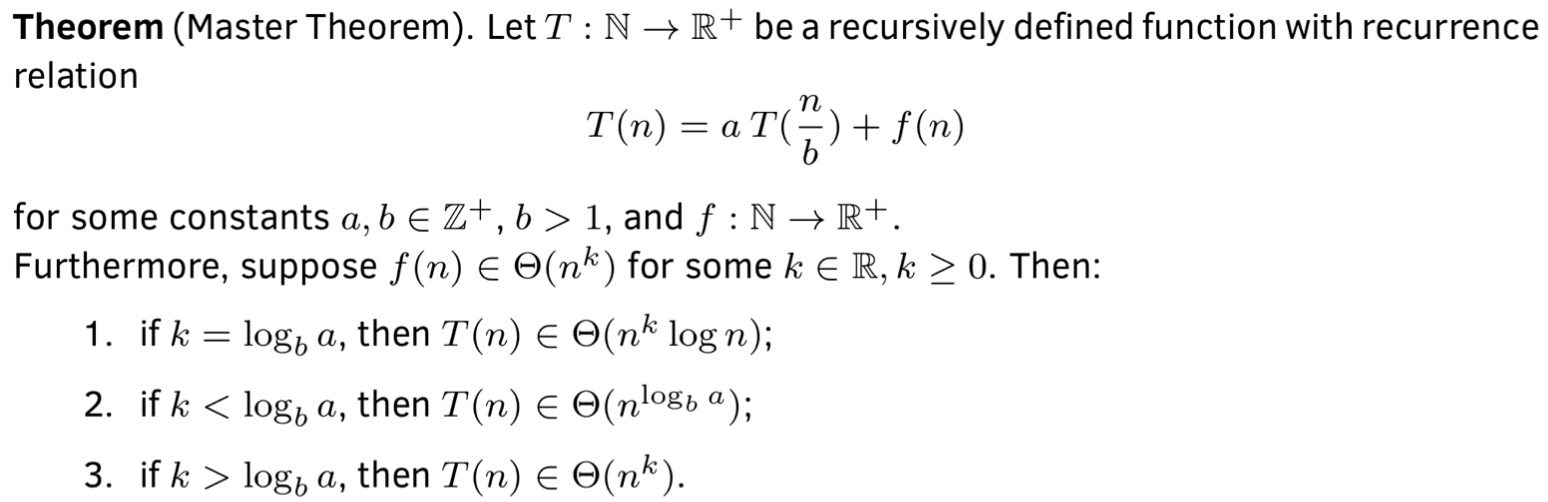 Theorem (Master Theorem). Let T : ℕ → ℝ⁺ be a recursively defined function with recurrence
relation
T(n) = a T(n/b) + f(n)
for some constants a, b ∈ ℤ⁺, b > 1, and f : ℕ → ℝ⁺.
Furthermore, suppose f(n) ∈ Θ(n^k) for some k ∈ ℝ, k ≥ 0. Then:
1. if k = log_b a, then T(n) ∈ Θ(n^k log n);
2. if k < log_b a, then T(n) ∈ Θ(n^{log_b a});
3. if k > log_b a, then T(n) ∈ Θ(n^k).